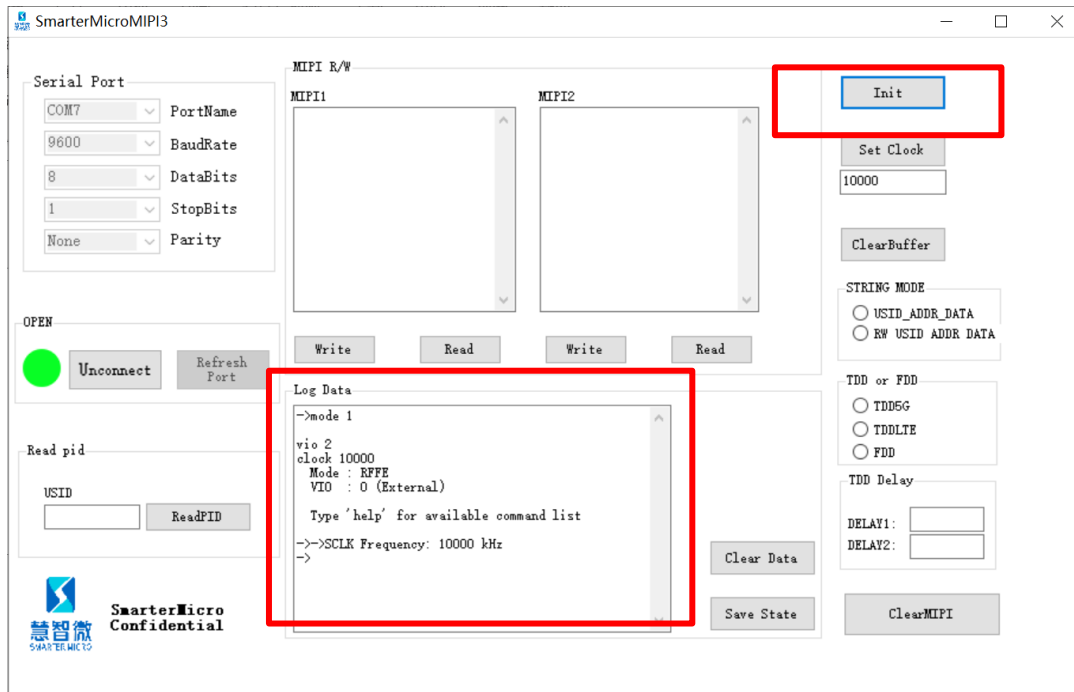 SmarterMicroMIPI3
Serial Port
COM7
PortName
9600
BaudRate
8
DataBits
1
StopBits
None
Parity
OPEN
Unconnect
Refresh
Port
Read pid
USID
ReadPID
慧智微
SMARTER MICRO
SmarterMicro
Confidential
MIPI R/W
MIPI1
MIPI2
Write
Read
Write
Read
Log Data
->mode 1
vio 2
clock 10000
Mode : RFFE
VIO : 0 (External)
Type 'help' for available command list
->->SCLK Frequency: 10000 kHz
->
Clear Data
Save State
Init
Set Clock
10000
ClearBuffer
STRING MODE
USID_ADDR_DATA
RW USID ADDR DATA
TDD or FDD
TDD5G
TDDLTE
FDD
TDD Delay
DELAY1:
DELAY2:
ClearMIPI